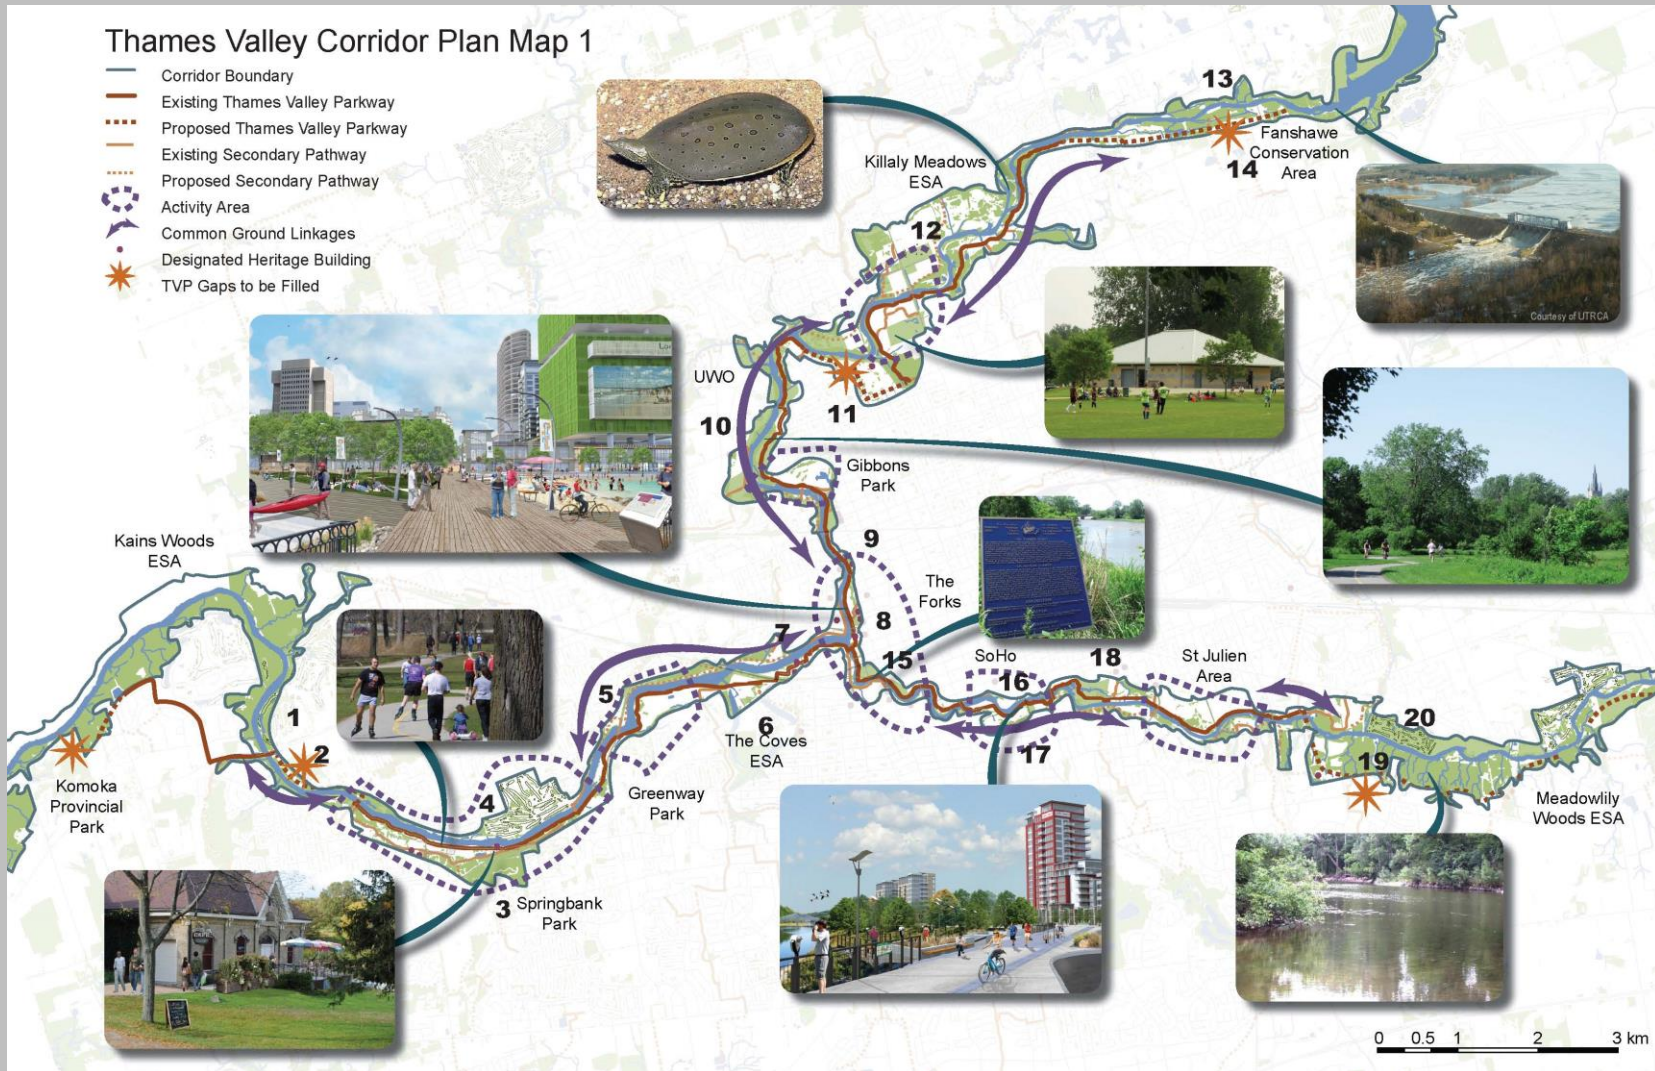 Thames Valley Corridor Plan Map 1
Corridor Boundary
Existing Thames Valley Parkway
Proposed Thames Valley Parkway
Existing Secondary Pathway
Proposed Secondary Pathway
Activity Area
Common Ground Linkages
Designated Heritage Building
TVP Gaps to be Filled
13
Fanshawe
Conservation
Area
14
Killaly Meadows
ESA
12
Courtesy of UTRCA
UWO
11
10
Gibbons
Park
Kains Woods
ESA
9
The
Forks
8
7
15
SoHo
16
18
St Julien
Area
5
1
2
6
The Coves
ESA
17
20
19
Komoka
Provincial
Park
4
Greenway
Park
Meadowlily
Woods ESA
3
Springbank
Park
CAFE
0 0.5 1 2 3 km